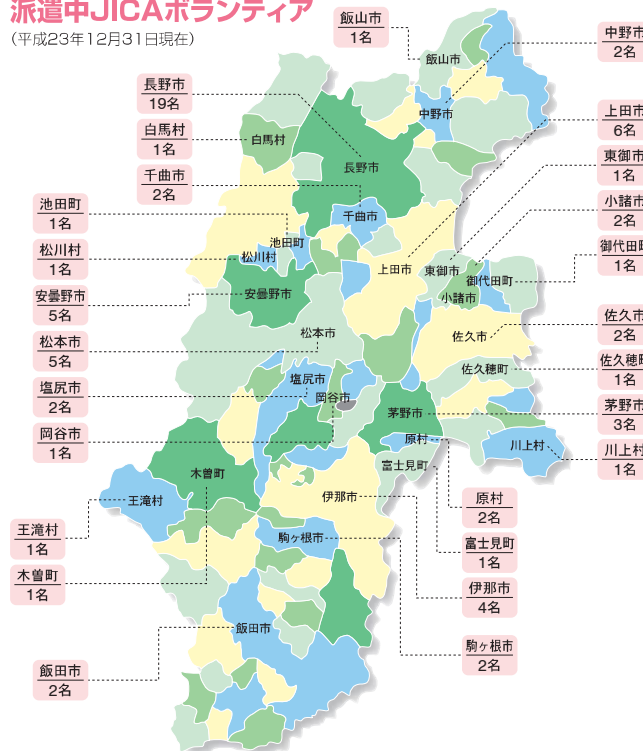 派遣中JICAボランティア
(平成23年12月31日現在)
飯山市
1名
中野市
2名
長野市
19名
上田市
6名
白馬村
1名
東御市
1名
千曲市
2名
小諸市
2名
池田町
1名
御代田町
1名
松川村
1名
安曇野市
5名
佐久市
2名
松本市
5名
佐久穂町
1名
塩尻市
2名
茅野市
3名
岡谷市
1名
川上村
1名
原村
2名
王滝村
1名
富士見町
1名
木曽町
1名
伊那市
4名
駒ヶ根市
2名
飯田市
2名
飯山市
中野市
白馬村
長野市
千曲市
池田町
松川村
上田市
東御市
御代田町
小諸市
安曇野市
松本市
佐久市
佐久穂町
塩尻市
岡谷市
茅野市
原村
川上村
富士見町
木曽町
王滝村
伊那市
駒ヶ根市
飯田市